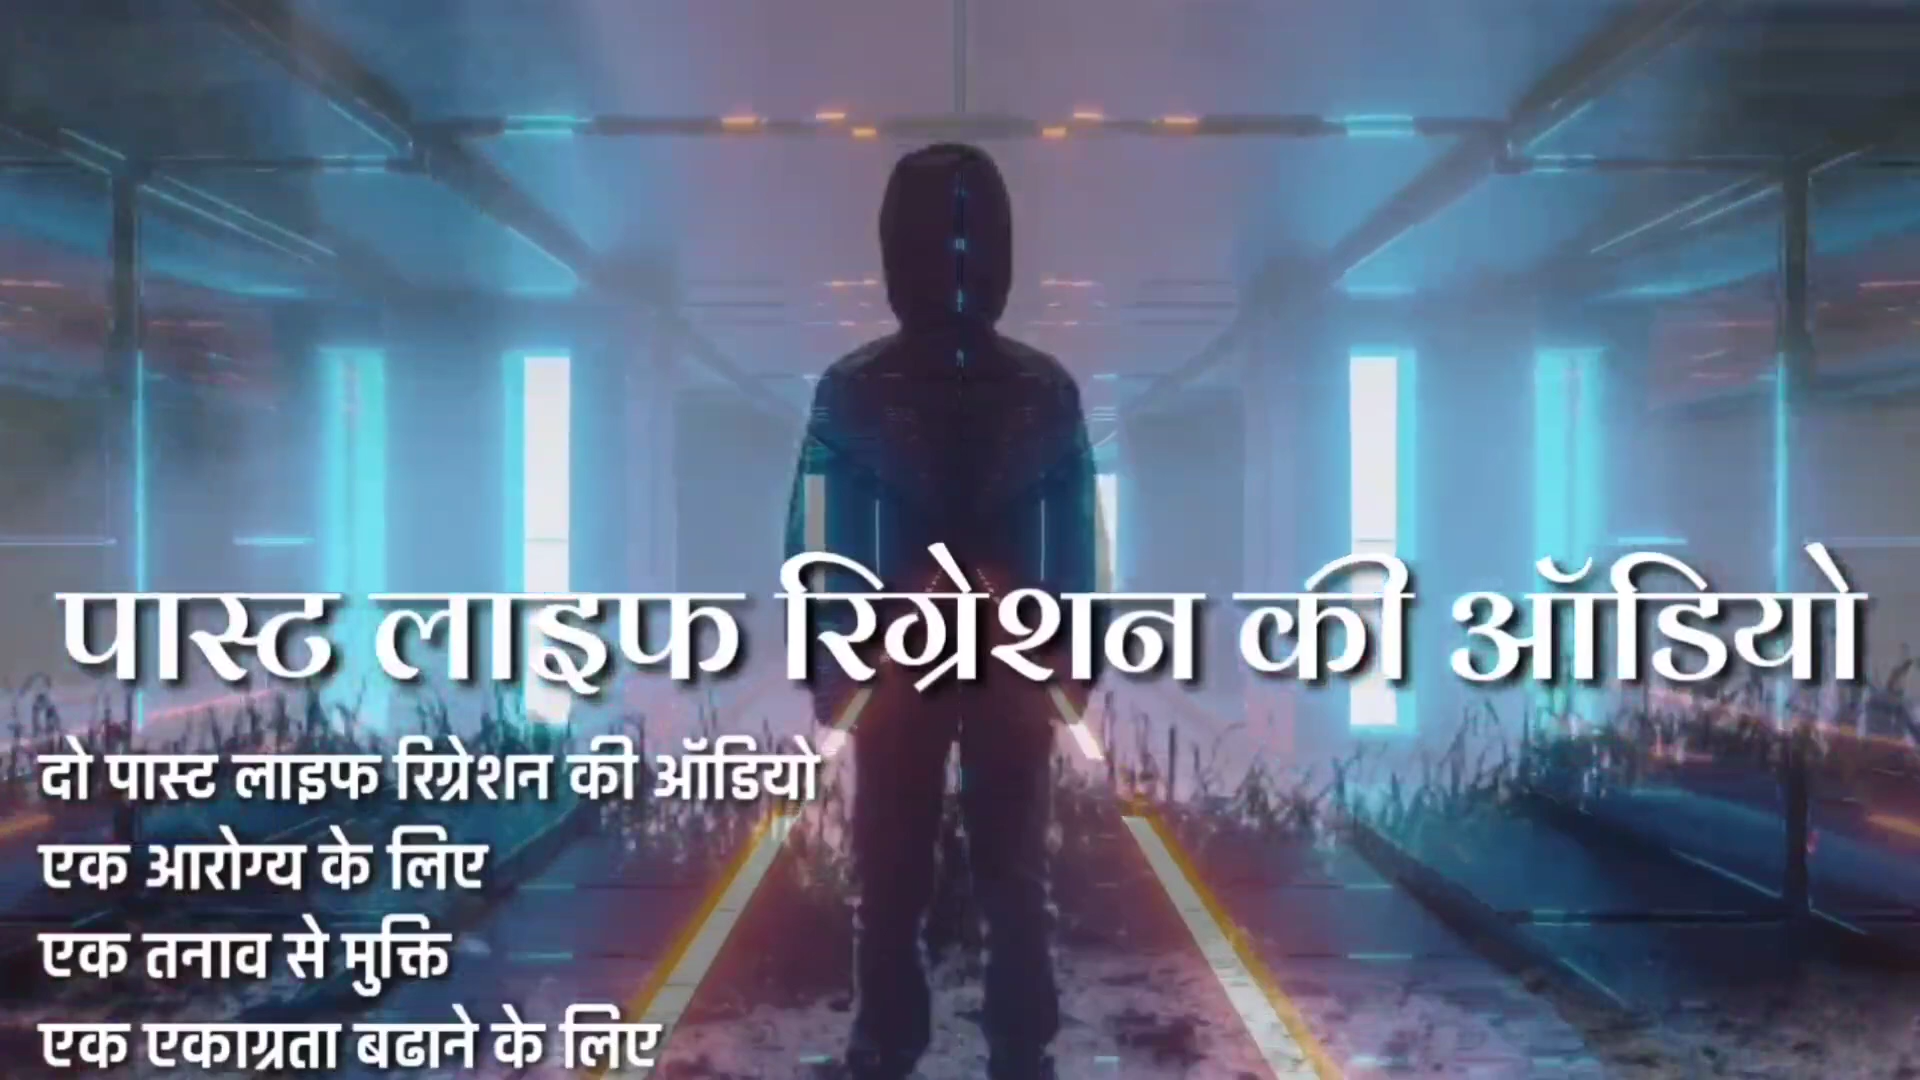 पास्ट लाइफ रिग्रेशन की ऑडियो
दो पास्ट लाइफ रिग्रेशन की ऑडियो
एक आरोग्य के लिए
एक तनाव से मुक्ति
एक एकाग्रता बढाने के लिए